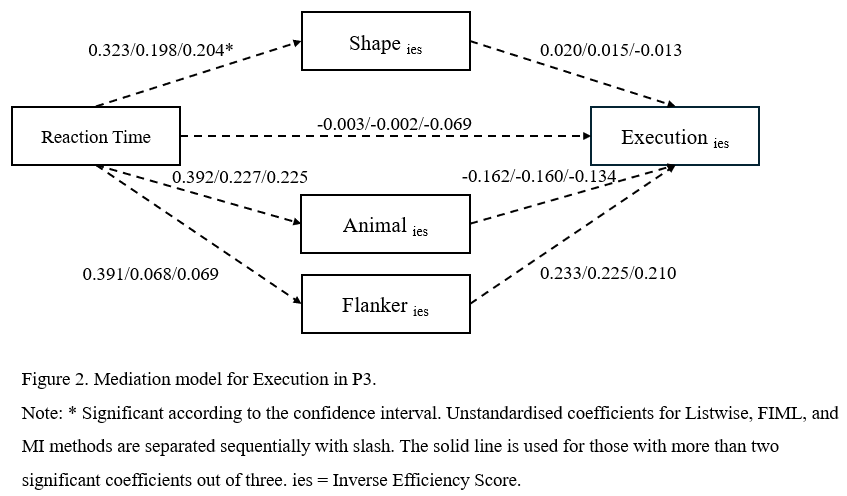 Shape ies
0.323/0.198/0.204*
0.020/0.015/-0.013
Reaction Time
-0.003/-0.002/-0.069
Execution ies
0.392/0.227/0.225
-0.162/-0.160/-0.134
Animal ies
0.391/0.068/0.069
0.233/0.225/0.210
Flanker ies
Figure 2. Mediation model for Execution in P3.
Note: * Significant according to the confidence interval. Unstandardised coefficients for Listwise, FIML, and
MI methods are separated sequentially with slash. The solid line is used for those with more than two
significant coefficients out of three. ies = Inverse Efficiency Score.